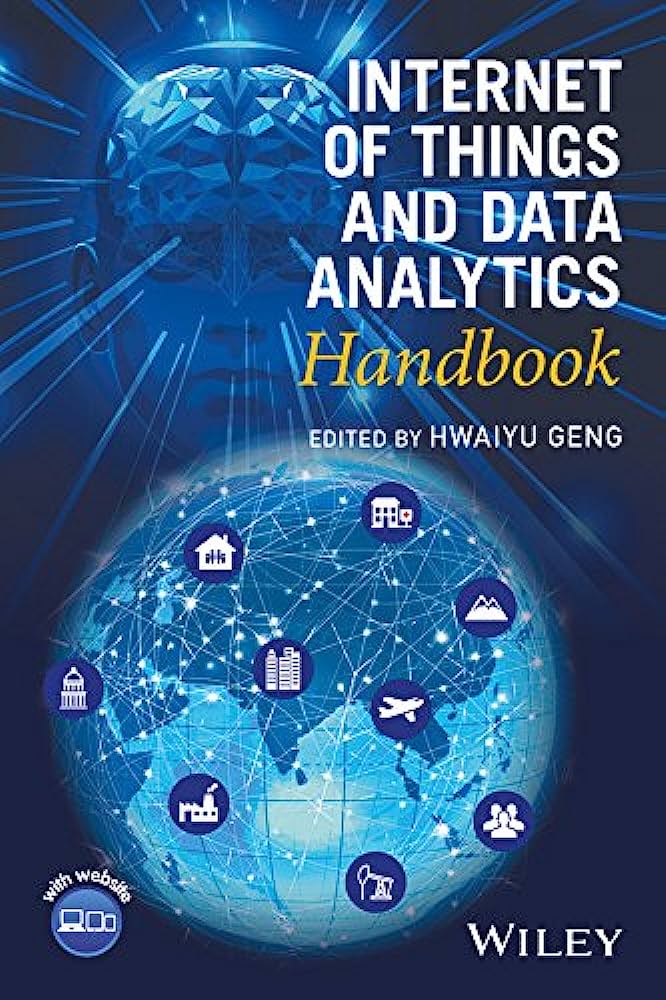 INTERNET
OF THINGS
AND DATA
ANALYTICS
Handbook
EDITED BY HWAIYU GENG
with website
WILEY